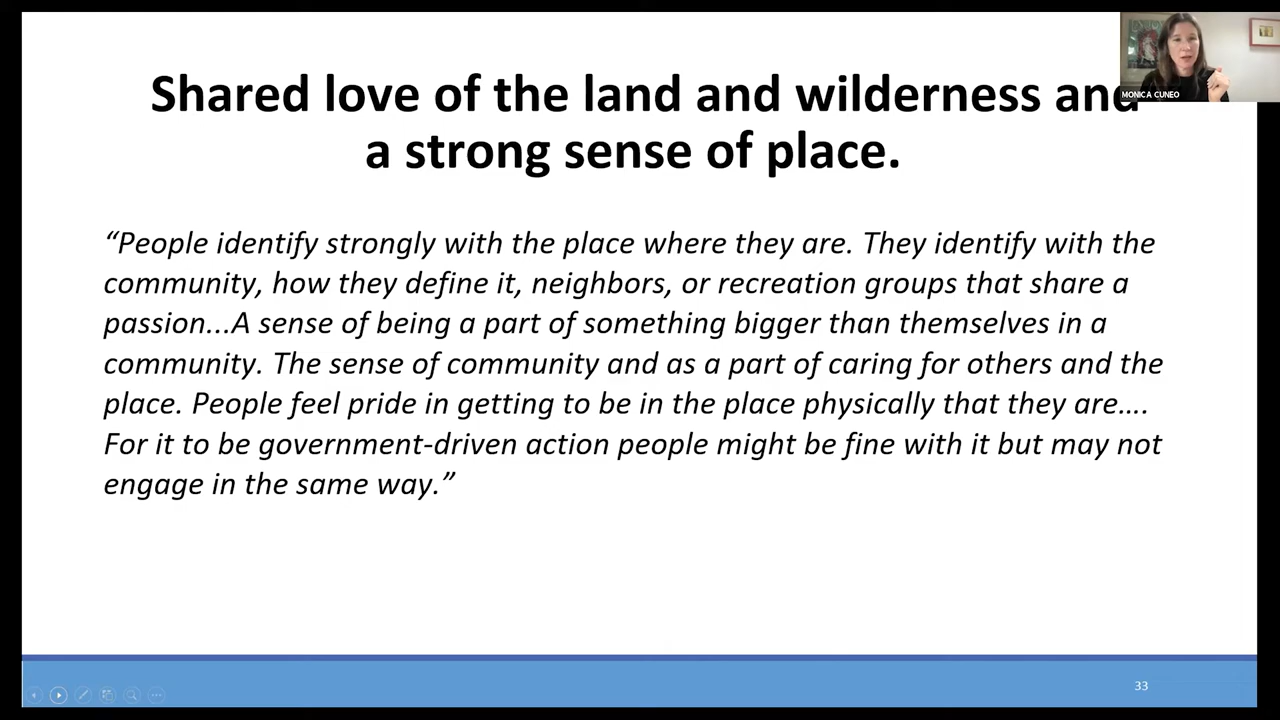 Shared love of the land and wilderness and
a strong sense of place.
MONICA CUNEO
“People identify strongly with the place where they are. They identify with the
community, how they define it, neighbors, or recreation groups that share a
passion...A sense of being a part of something bigger than themselves in a
community. The sense of community and as a part of caring for others and the
place. People feel pride in getting to be in the place physically that they are….
For it to be government-driven action people might be fine with it but may not
engage in the same way.”
33